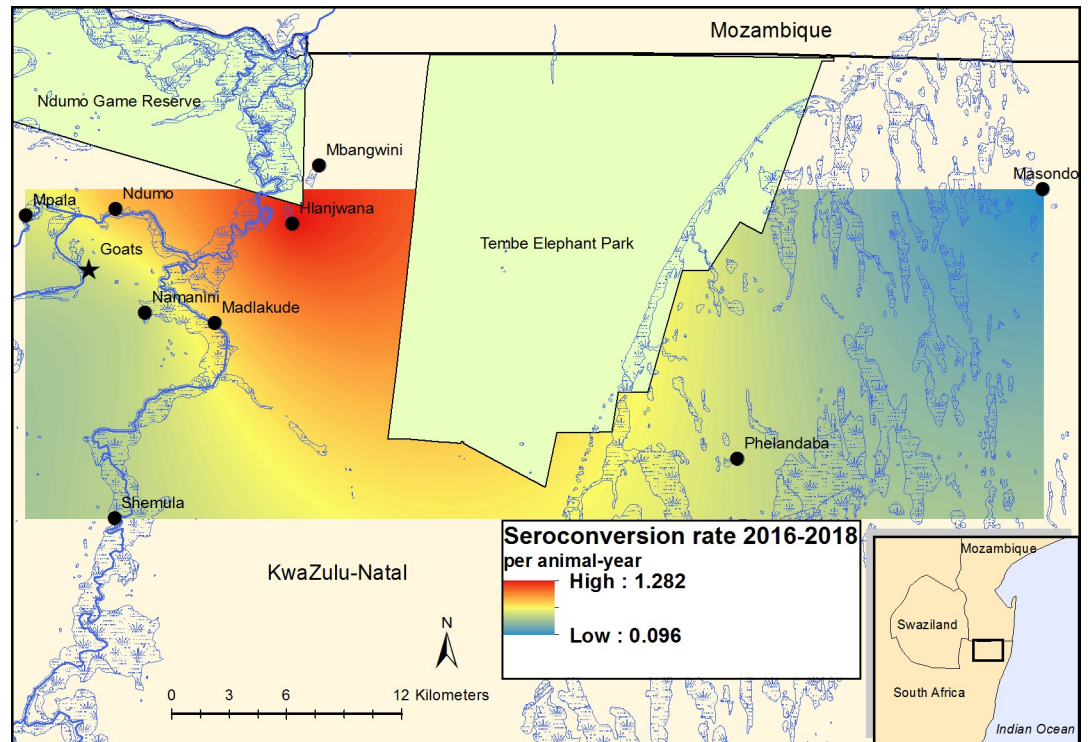 Mozambique
Ndumo Game Reserve
Mbangwini
Masondo
Mpala
Ndumo
Hlanjwana
Goats
Tembe Elephant Park
Namanini
Madlakude
Phelandaba
Shemula
KwaZulu-Natal
Seroconversion rate 2016-2018
per animal-year
High : 1.282
Low : 0.096
N
0 3 6 12 Kilometers
Mozambique
Swaziland
South Africa
Indian Ocean